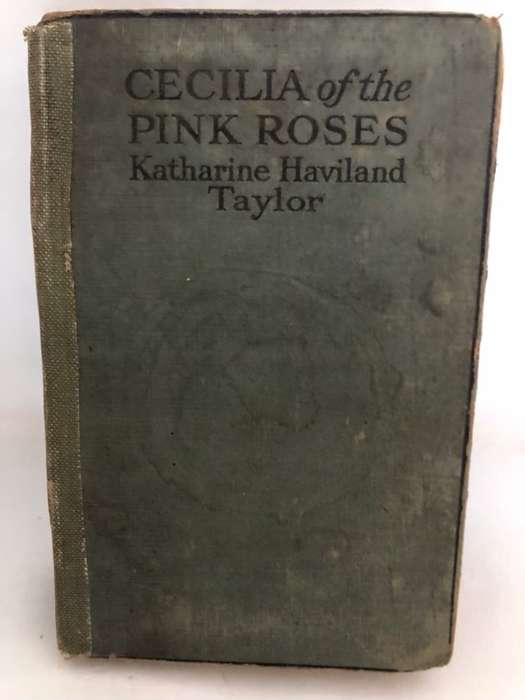 CECILIA of the
PINK ROSES
Katharine Haviland
Taylor